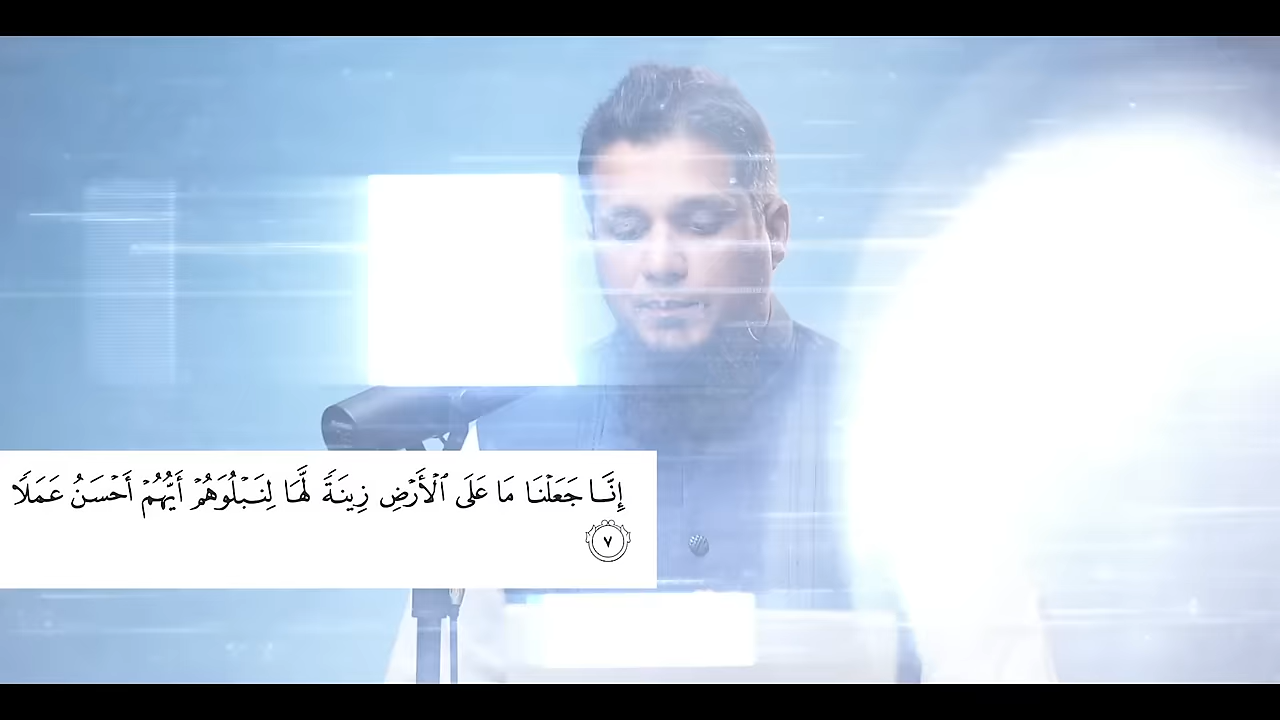 إِنَّا جَعَلْنَا مَا عَلَى ٱلْأَرْضِ زِينَةً لَّهَا لِنَبْلُوَهُمْ أَيُّهُمْ أَحْسَنُ عَمَلًا
٧